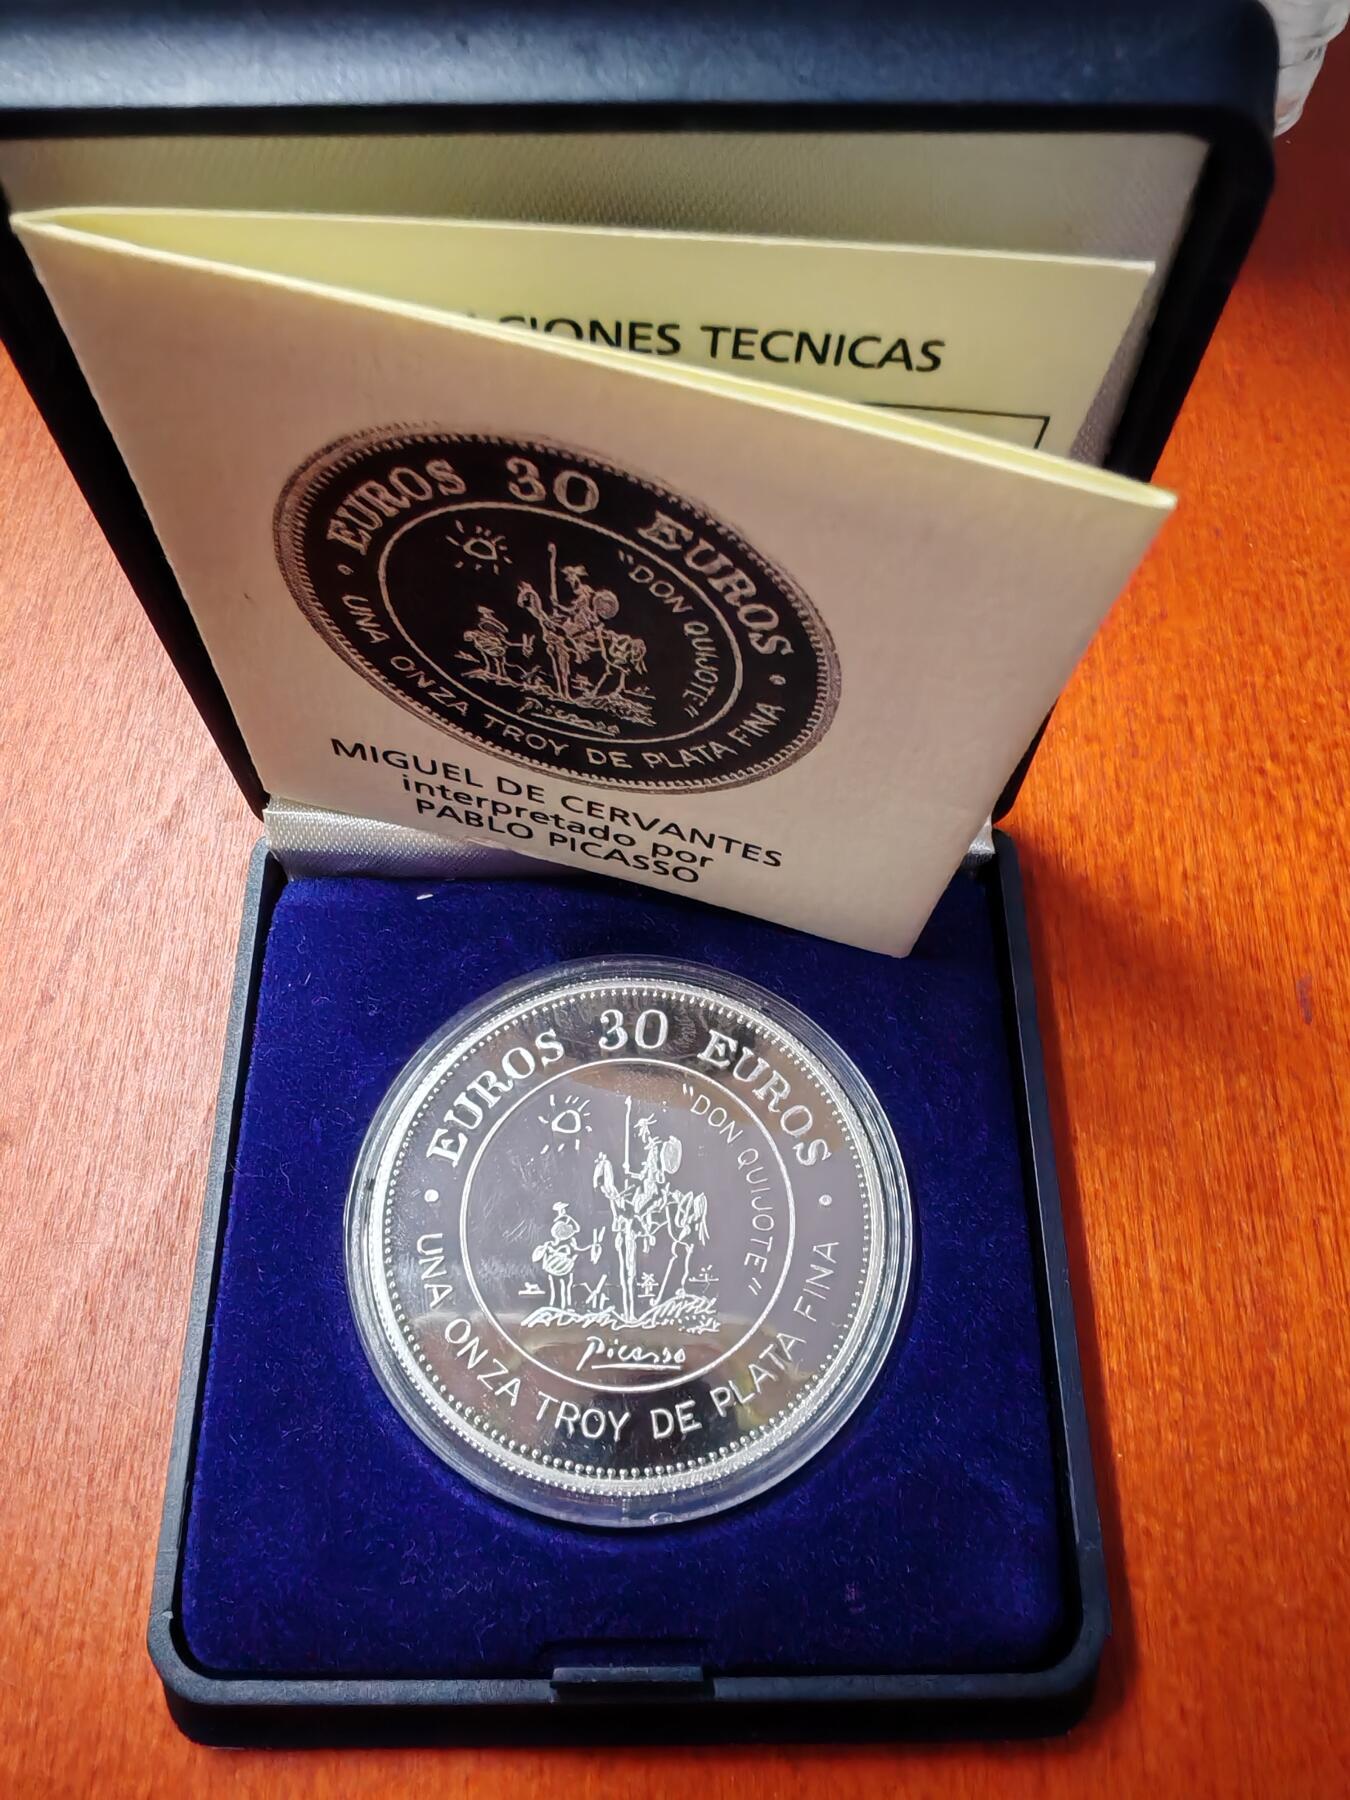 CIONES TECNICAS
EUROS 30 EUROS
"DON QUIJOTE"
picasso
UNA ONZA TROY DE PLATA FINA
MIGUEL DE CERVANTES
interpretado por
PABLO PICASSO
EUROS 30 EUROS
"DON QUIJOTE"
picasso
UNA ONZA TROY DE PLATA FINA